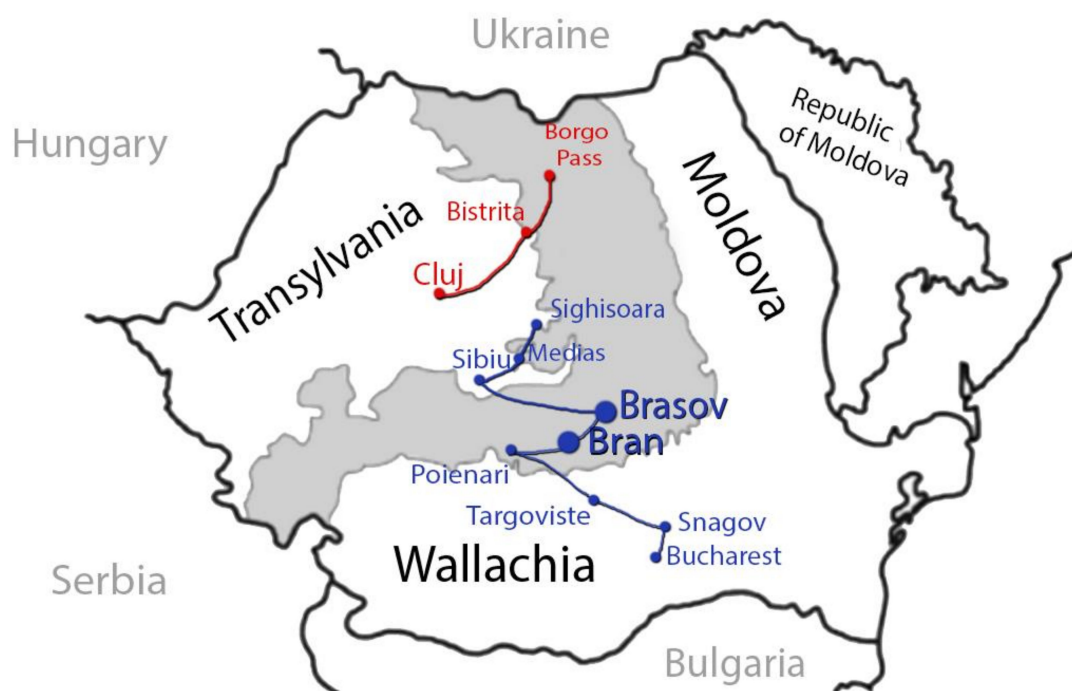 Ukraine
Hungary
Republic
of Moldova
Borgo
Pass
Moldova
Bistrita
Transylvania
Cluj
Sighisoara
Sibiu
Medias
Brasov
Bran
Poienari
Targoviste
Snagov
Wallachia
Bucharest
Serbia
Bulgaria